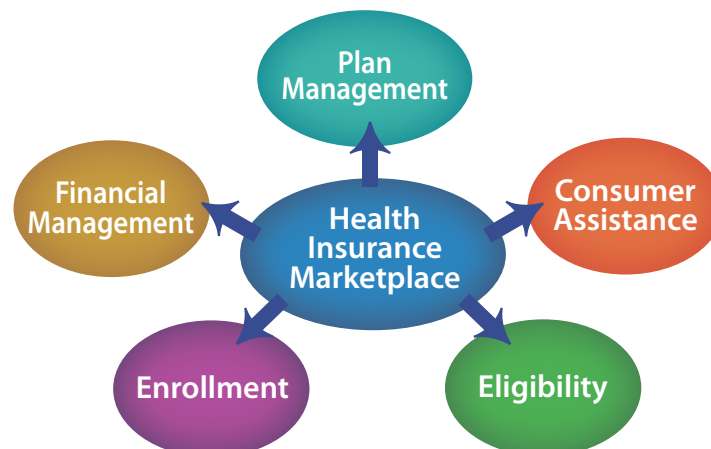 Plan
Management
Financial
Management
Consumer
Assistance
Health
Insurance
Marketplace
Enrollment
Eligibility